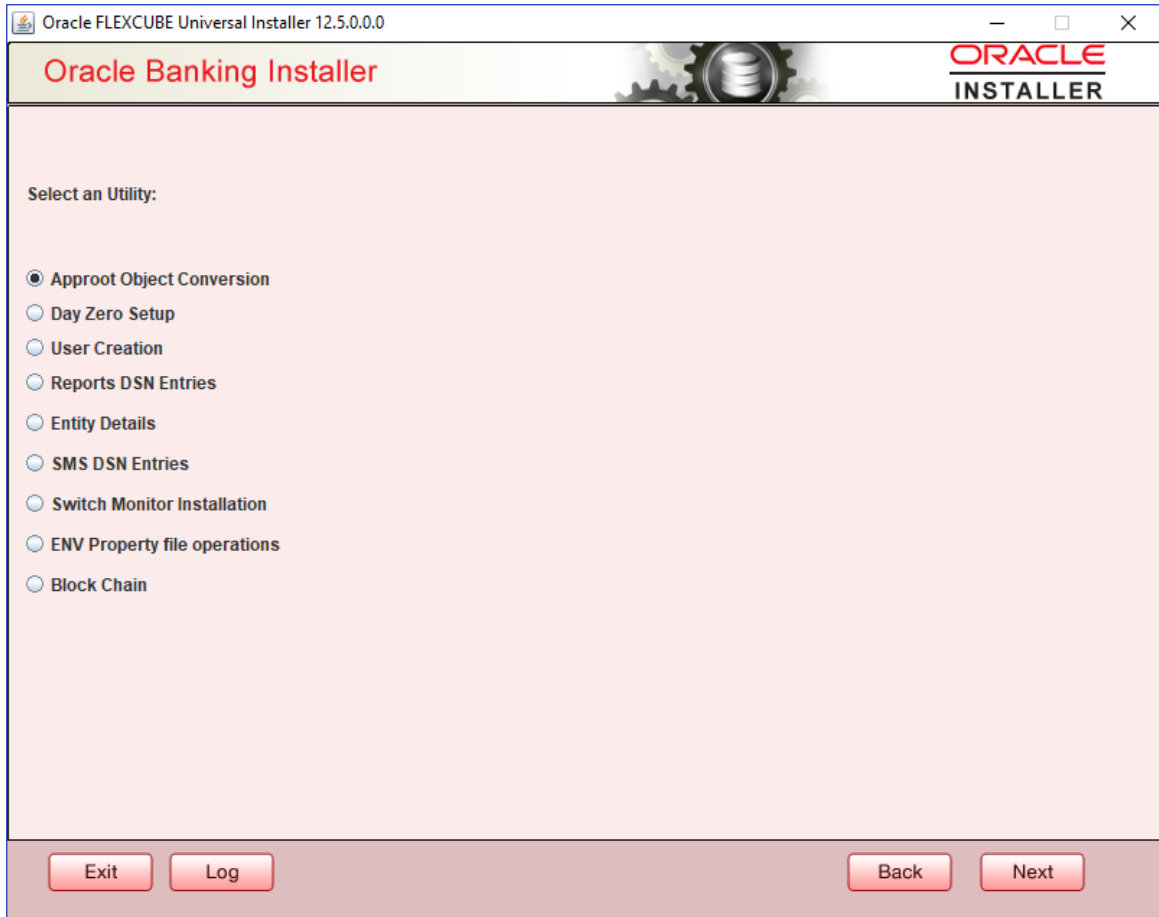 Oracle FLEXCUBE Universal Installer 12.5.0.0.0
Oracle Banking Installer
ORACLE
INSTALLER
Select an Utility:
Approot Object Conversion
Day Zero Setup
User Creation
Reports DSN Entries
Entity Details
SMS DSN Entries
Switch Monitor Installation
ENV Property file operations
Block Chain
Exit Log Back Next